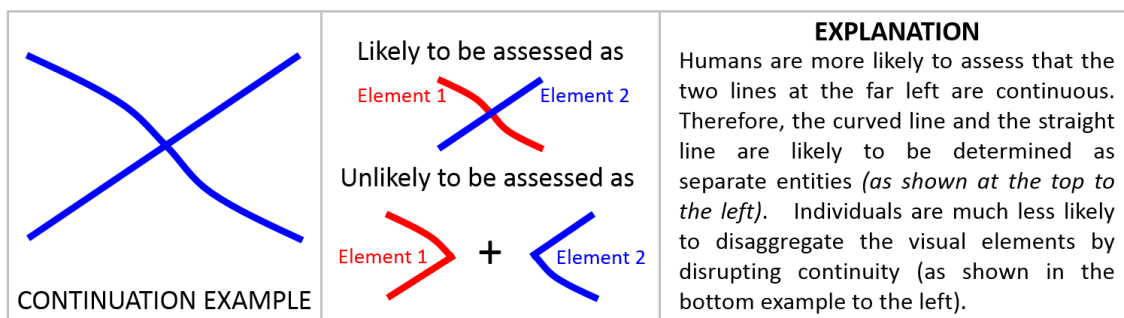 CONTINUATION EXAMPLE
Likely to be assessed as
Element 1
Element 2
Unlikely to be assessed as
Element 1
+
Element 2
EXPLANATION
Humans are more likely to assess that the
two lines at the far left are continuous.
Therefore, the curved line and the straight
line are likely to be determined as
separate entities (as shown at the top to
the left). Individuals are much less likely
to disaggregate the visual elements by
disrupting continuity (as shown in the
bottom example to the left).